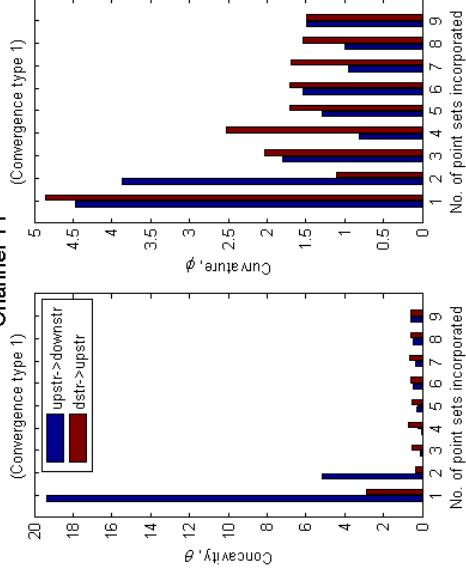 Channel
(Convergence type 1)
20
18
16
14
12
10
8
6
4
2
0
Concavity, θ
upstr->downstr
dstr->upstr
1 2 3 4 5 6 7 8 9
No. of point sets incorporated
(Convergence type 1)
5
4.5
4
3.5
3
2.5
2
1.5
1
0.5
0
Curvature, φ
1 2 3 4 5 6 7 8 9
No. of point sets incorporated